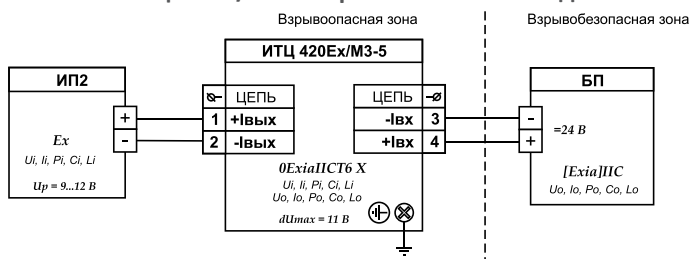 Взрывоопасная зона
Взрывобезопасная зона
ИТЦ 420Ex/М3-5
ИП2
+
-
Ex
Ui, Ii, Pi, Ci, Li
Up = 9...12 В
ЦЕПЬ
1 +Iвых
2 -Iвых
ЦЕПЬ
-Iвх 3
+Iвх 4
0ExiaIICT6 X
Ui, Ii, Pi, Ci, Li
Uo, Io, Po, Co, Lo
dUmax = 11 В
БП
-
+
=24 В
[Exia]IIC
Uo, Io, Po, Co, Lo